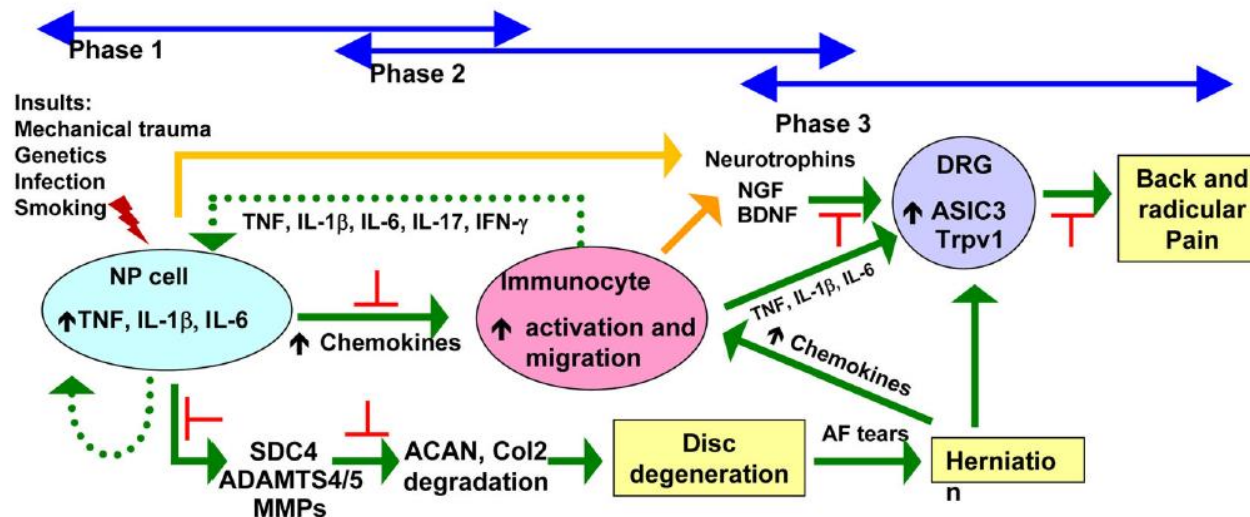 Phase 1
Phase 2
Phase 3
Insults:
Mechanical trauma
Genetics
Infection
Smoking
Neurotrophins
NGF
BDNF
DRG
↑ ASIC3
Trpv1
Back and
radicular
Pain
TNF, IL-1β, IL-6, IL-17, IFN-γ
NP cell
↑TNF, IL-1β, IL-6
↑ Chemokines
Immunocyte
↑ activation and
migration
TNF, IL-1β, IL-6
↑ Chemokines
SDC4
ADAMTS4/5
MMPs
ACAN, Col2
degradation
Disc
degeneration
AF tears
Herniatio
n